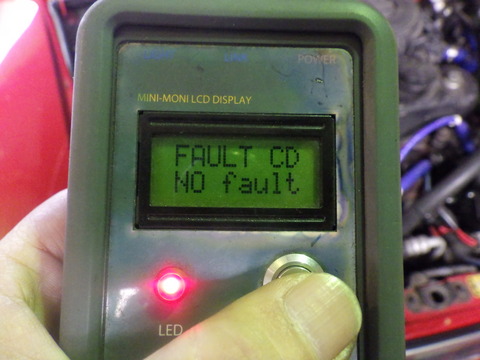 POWER
MINI-MONI LCD DISPLAY
FAULT CD
NO fault
LED